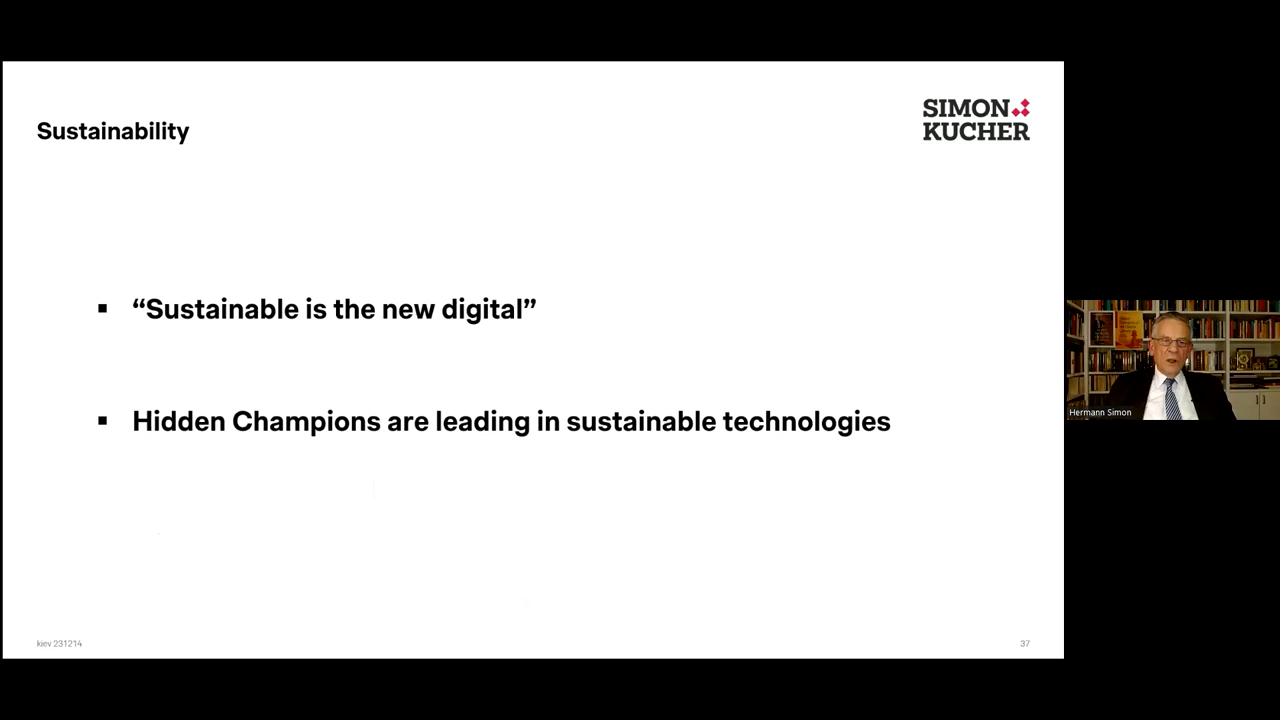 Sustainability
SIMON
KUCHER
“Sustainable is the new digital”
Hidden Champions are leading in sustainable technologies
Hermann Simon
kiev 231214
37